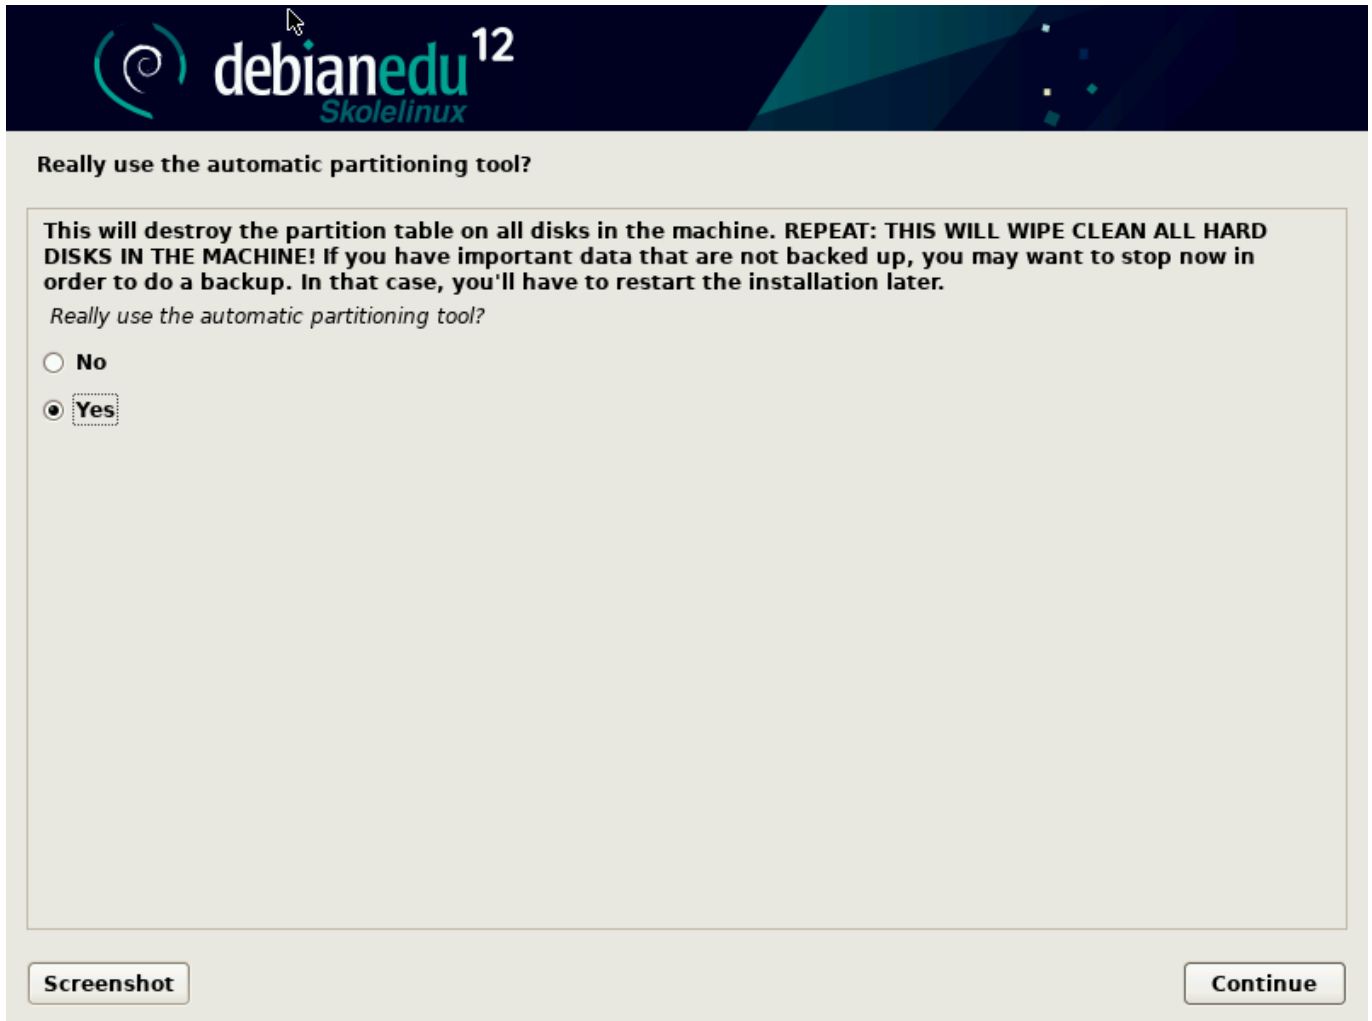 debianedu 12
Skolelinux
Really use the automatic partitioning tool?
This will destroy the partition table on all disks in the machine. REPEAT: THIS WILL WIPE CLEAN ALL HARD
DISKS IN THE MACHINE! If you have important data that are not backed up, you may want to stop now in
order to do a backup. In that case, you'll have to restart the installation later.
Really use the automatic partitioning tool?
No
Yes
Screenshot
Continue